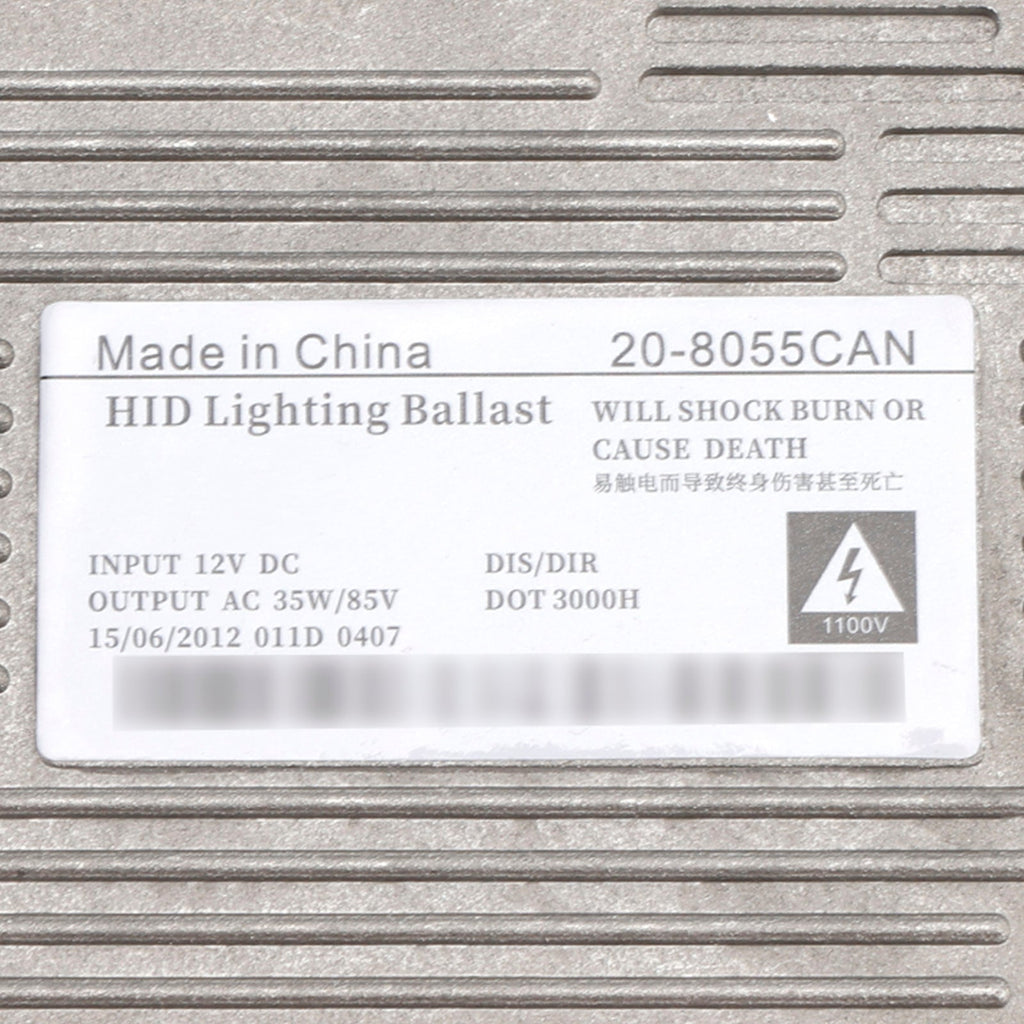 Made in China 20-8055CAN
HID Lighting Ballast
WILL SHOCK BURN OR
CAUSE DEATH
易触电而导致终身伤害甚至死亡
INPUT 12V DC
OUTPUT AC 35W/85V
15/06/2012 011D 0407
DIS/DIR
DOT 3000H
1100V